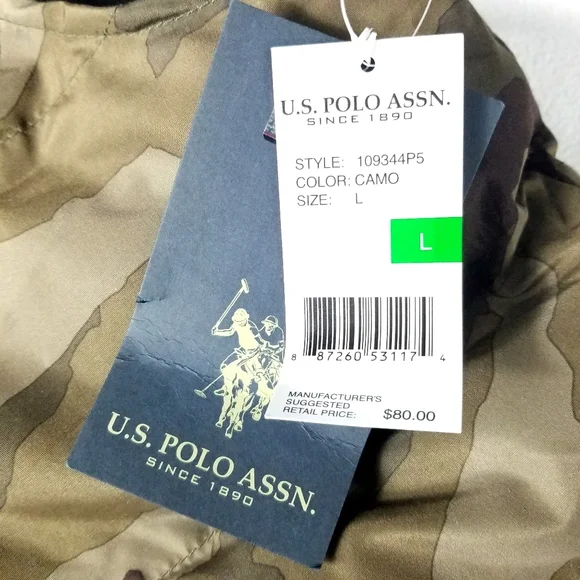 U.S. POLO ASSN.
SINCE 1890
STYLE: 109344P5
COLOR: CAMO
SIZE: L
L
8 87260 53117 4
MANUFACTURER'S
SUGGESTED
RETAIL PRICE: $80.00
U.S. POLO ASSN.
SINCE 1890